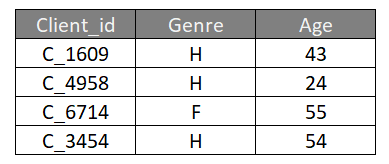 Client_id Genre Age
C_1609 H 43
C_4958 H 24
C_6714 F 55
C_3454 H 54